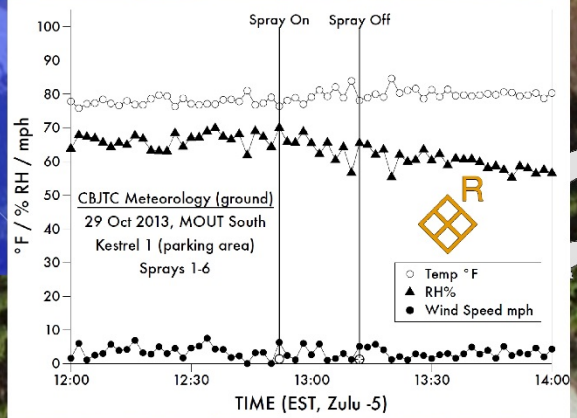 Spray On Spray Off
100
90
80
70
60
50
40
30
20
10
0
°F / % RH / mph
CBJTC Meteorology (ground)
29 Oct 2013, MOUT South
Kestrel 1 (parking area)
Sprays 1-6
R
Temp °F
RH%
Wind Speed mph
12:00 12:30 13:00 13:30 14:00
TIME (EST, Zulu -5)